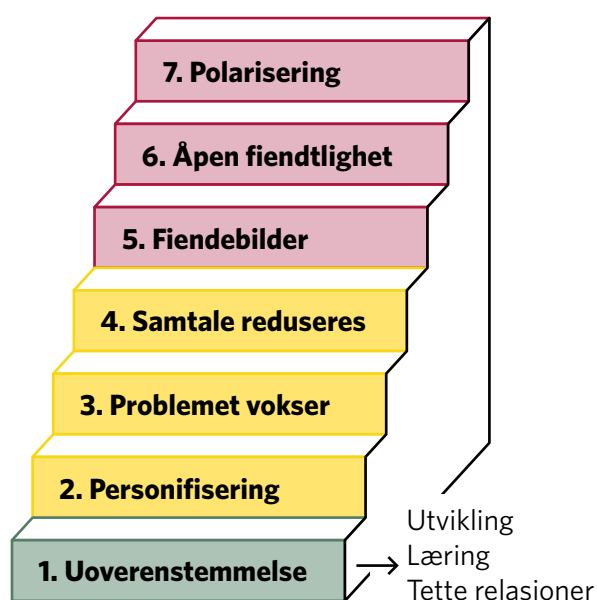 7. Polarisering
6. Åpen fiendtlighet
5. Fiendebilder
4. Samtale reduseres
3. Problemet vokser
2. Personifisering
1. Uoverenstemmelse
Utvikling
Læring
Tette relasjoner